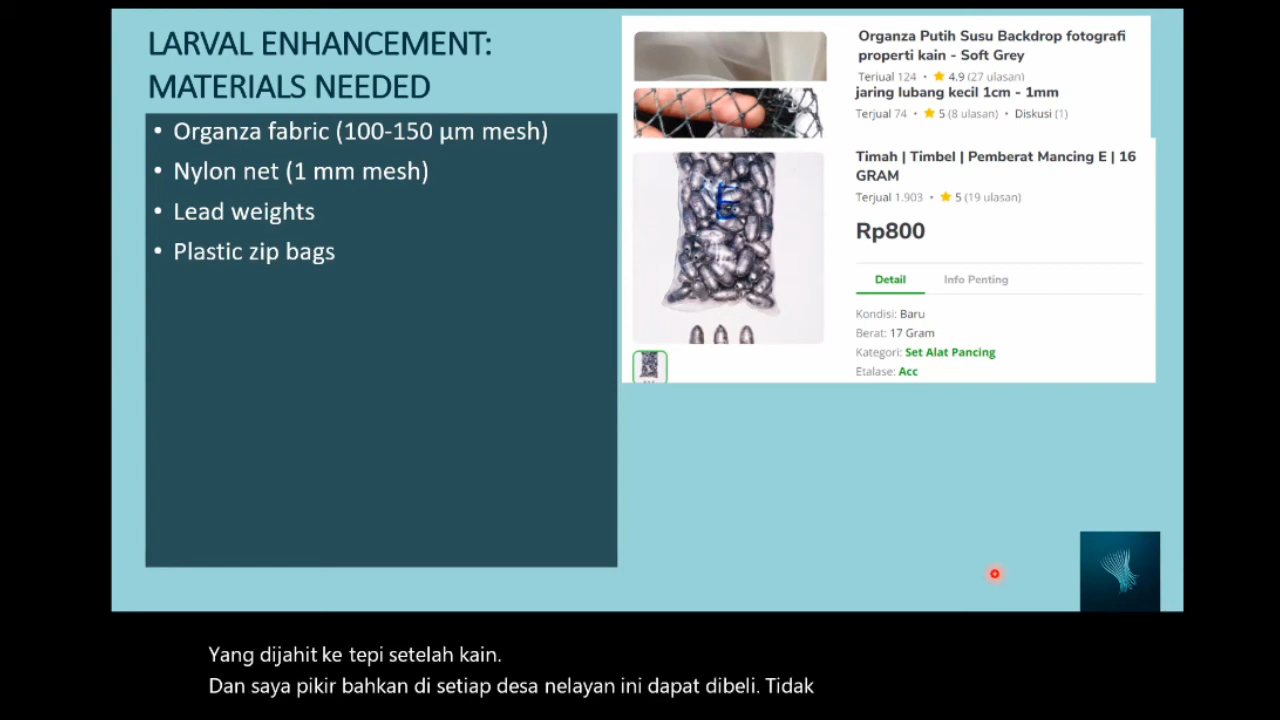 LARVAL ENHANCEMENT:
MATERIALS NEEDED
• Organza fabric (100-150 µm mesh)
• Nylon net (1 mm mesh)
• Lead weights
• Plastic zip bags
Organza Putih Susu Backdrop fotografi
properti kain - Soft Grey
Terjual 124 • 4.9 (27 ulasan)
jaring lubang kecil 1cm - 1mm
Terjual 74 • 5 (8 ulasan) • Diskusi (1)
E
Timah | Timbel | Pemberat Mancing E | 16
GRAM
Terjual 1.903 • 5 (19 ulasan)
Rp800
Detail Info Penting
Kondisi: Baru
Berat: 17 Gram
Kategori: Set Alat Pancing
Etalase: Acc
Yang dijahit ke tepi setelah kain.
Dan saya pikir bahkan di setiap desa nelayan ini dapat dibeli. Tidak